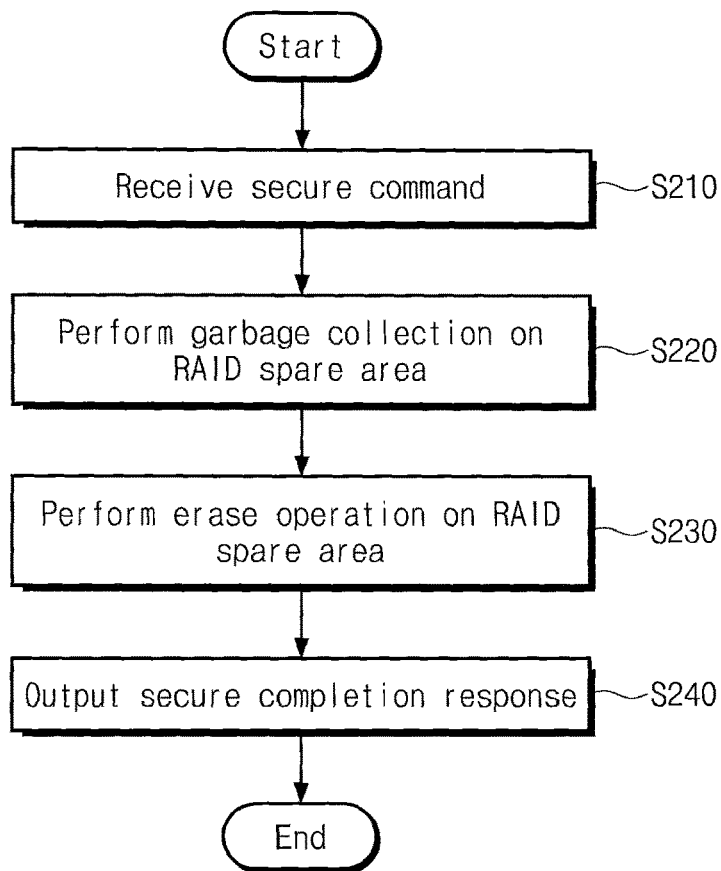 Start
Receive secure command
S210
Perform garbage collection on
RAID spare area
S220
Perform erase operation on RAID
spare area
S230
Output secure completion response
S240
End